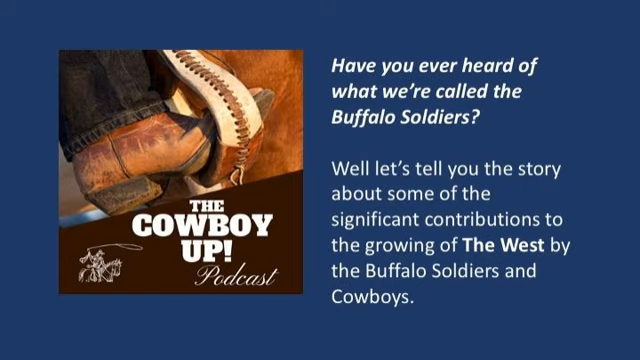 THE
COWBOY
UP!
Podcast
Have you ever heard of
what we're called the
Buffalo Soldiers?
Well let's tell you the story
about some of the
significant contributions to
the growing of The West by
the Buffalo Soldiers and
Cowboys.